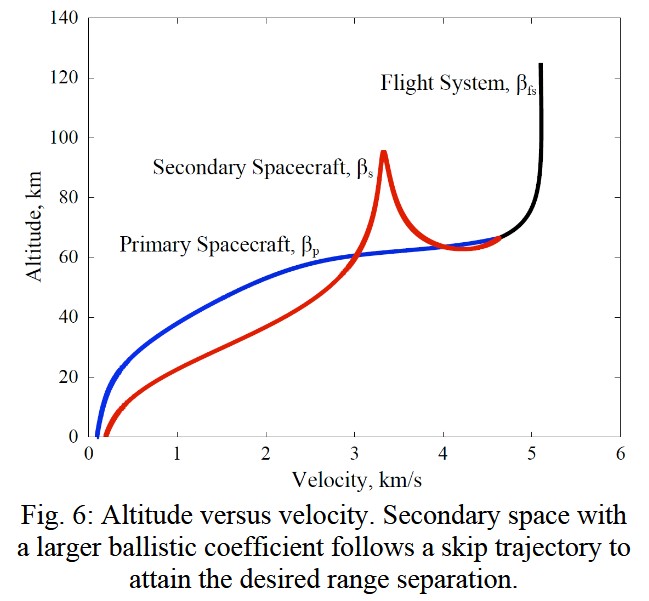 140
120
100
80
60
40
20
0
Altitude, km
Flight System, βfs
Secondary Spacecraft, βs
Primary Spacecraft, βp
0 1 2 3 4 5 6
Velocity, km/s
Fig. 6: Altitude versus velocity. Secondary space with
a larger ballistic coefficient follows a skip trajectory to
attain the desired range separation.